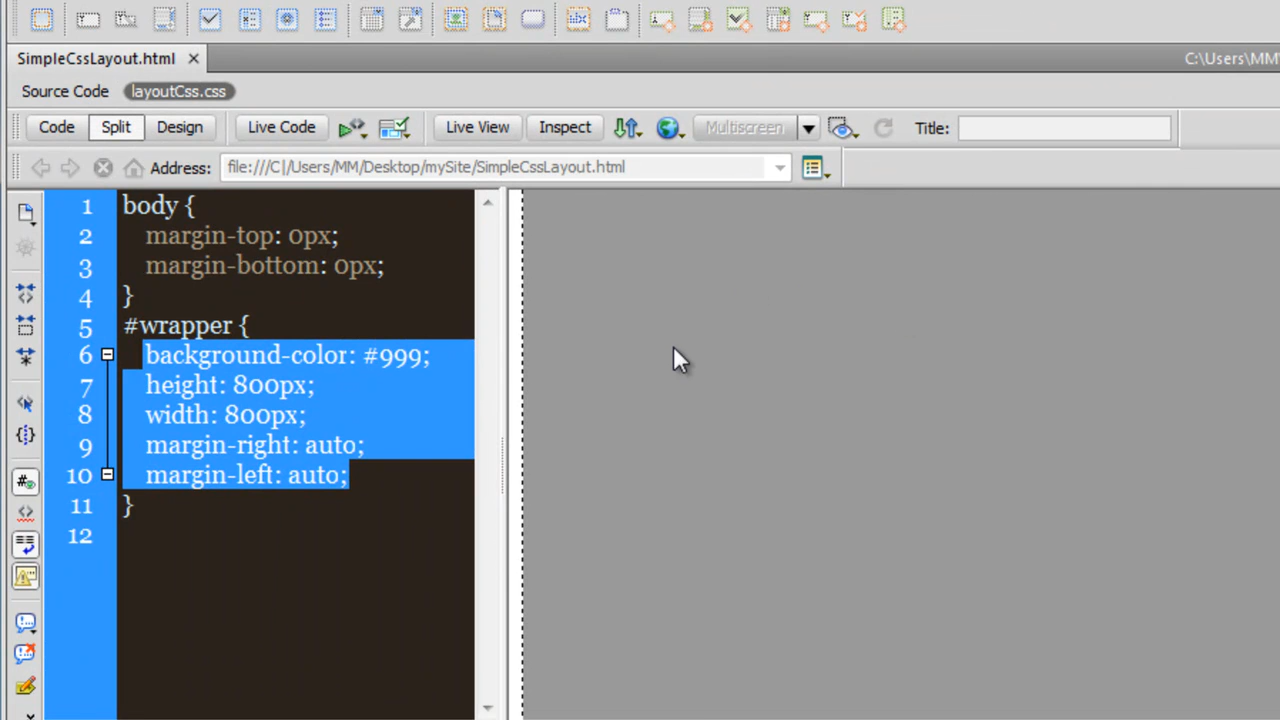 SimpleCssLayout.html
C:\Users\MM\
Source Code layoutCss.css
Code Split Design Live Code Live View Inspect Multiscreen Title:
Address: file:///C|/Users/MM/Desktop/mySite/SimpleCssLayout.html
1 body {
2 margin-top: 0px;
3 margin-bottom: 0px;
4 }
5 #wrapper {
6 background-color: #999;
7 height: 800px;
8 width: 800px;
9 margin-right: auto;
10 margin-left: auto;
11 }
12